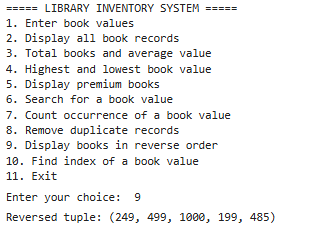 ===== LIBRARY INVENTORY SYSTEM =====
1. Enter book values
2. Display all book records
3. Total books and average value
4. Highest and lowest book value
5. Display premium books
6. Search for a book value
7. Count occurrence of a book value
8. Remove duplicate records
9. Display books in reverse order
10. Find index of a book value
11. Exit
Enter your choice:  9
Reversed tuple: (249, 499, 1000, 199, 485)